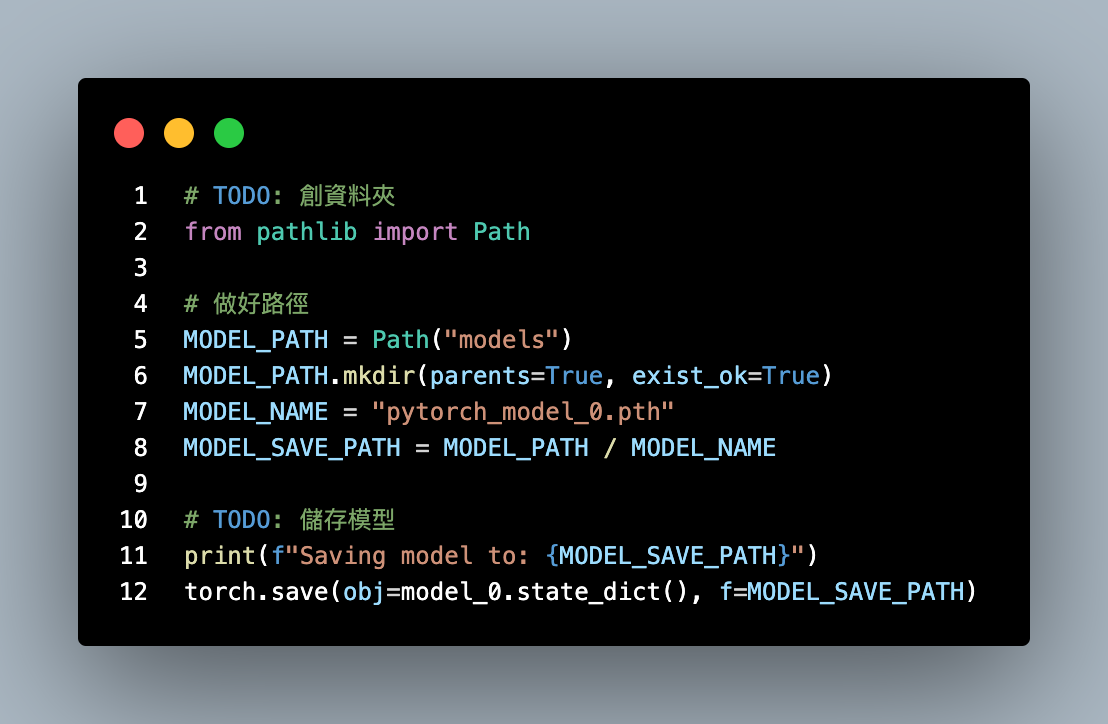 1 # TODO: 創資料夾
2 from pathlib import Path
3
4 # 做好路徑
5 MODEL_PATH = Path("models")
6 MODEL_PATH.mkdir(parents=True, exist_ok=True)
7 MODEL_NAME = "pytorch_model_0.pth"
8 MODEL_SAVE_PATH = MODEL_PATH / MODEL_NAME
9
10 # TODO: 儲存模型
11 print(f"Saving model to: {MODEL_SAVE_PATH}")
12 torch.save(obj=model_0.state_dict(), f=MODEL_SAVE_PATH)